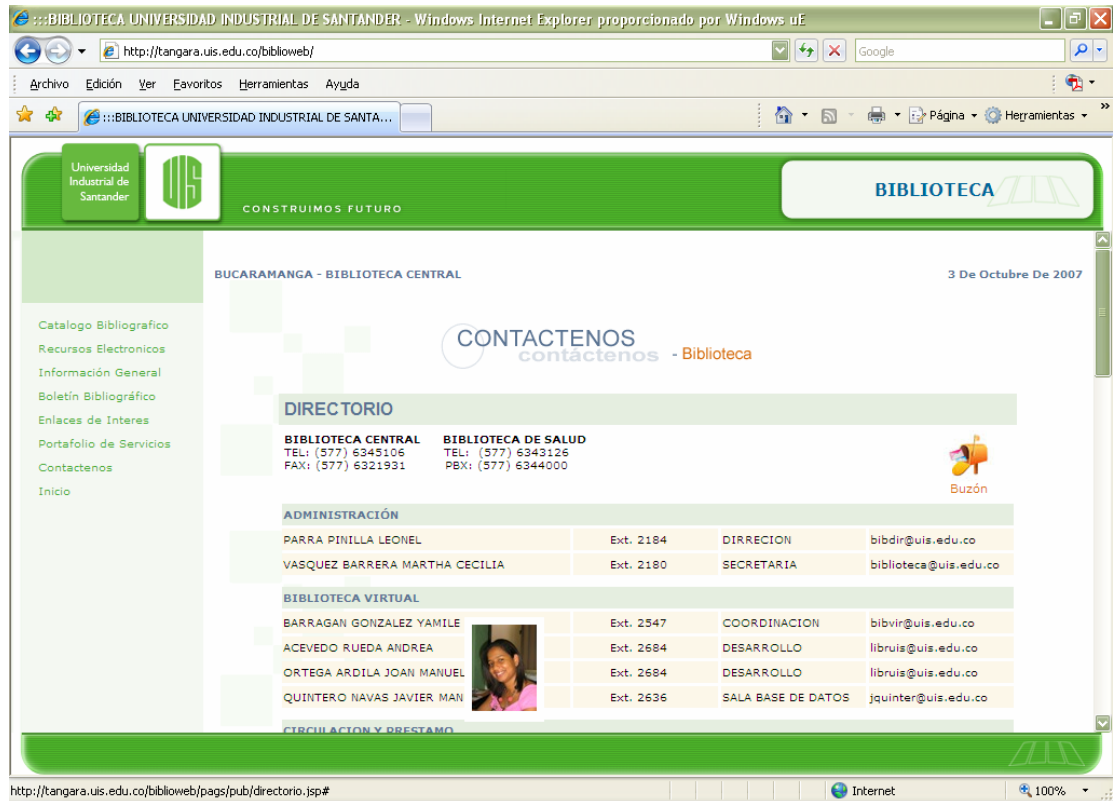 :::BIBLIOTECA UNIVERSIDAD INDUSTRIAL DE SANTANDER - Windows Internet Explorer proporcionado por Windows uE
http://tangara.uis.edu.co/biblioweb/
Google
Archivo Edición Ver Favoritos Herramientas Ayuda
:::BIBLIOTECA UNIVERSIDAD INDUSTRIAL DE SANTA...
Página Herramientas »
Universidad
Industrial de
Santander
UIS
CONSTRUIMOS FUTURO
BIBLIOTECA
BUCARAMANGA - BIBLIOTECA CENTRAL
3 De Octubre De 2007
Catalogo Bibliografico
Recursos Electronicos
Información General
Boletín Bibliográfico
Enlaces de Interes
Portafolio de Servicios
Contactenos
Inicio
CONTACTENOS
contáctenos - Biblioteca
DIRECTORIO
BIBLIOTECA CENTRAL BIBLIOTECA DE SALUD
TEL: (577) 6345106 TEL: (577) 6343126
FAX: (577) 6321931 PBX: (577) 6344000
Buzón
ADMINISTRACIÓN
PARRA PINILLA LEONEL Ext. 2184 DIRRECION bibdir@uis.edu.co
VASQUEZ BARRERA MARTHA CECILIA Ext. 2180 SECRETARIA biblioteca@uis.edu.co
BIBLIOTECA VIRTUAL
BARRAGAN GONZALEZ YAMILE Ext. 2547 COORDINACION bibvir@uis.edu.co
ACEVEDO RUEDA ANDREA Ext. 2684 DESARROLLO libruis@uis.edu.co
ORTEGA ARDILA JOAN MANUEL Ext. 2684 DESARROLLO libruis@uis.edu.co
QUINTERO NAVAS JAVIER MAN Ext. 2636 SALA BASE DE DATOS jquinter@uis.edu.co
CIRCULACION Y PRESTAMO
http://tangara.uis.edu.co/biblioweb/pags/pub/directorio.jsp#
Internet
100%